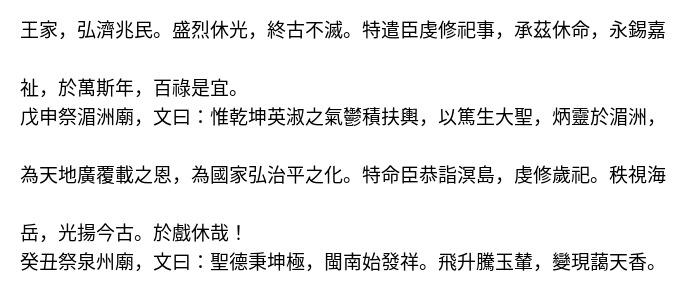 王家，弘濟兆民。盛烈休光，終古不滅。特遣臣虔修祀事，承茲休命，永錫嘉
祉，於萬斯年，百祿是宜。
戊申祭湄洲廟，文曰：惟乾坤英淑之氣鬱積扶輿，以篤生大聖，炳靈於湄洲，
為天地廣覆載之恩，為國家弘治平之化。特命臣恭詣溟島，虔修歲祀。秩視海
岳，光揚今古。於戲休哉！
癸丑祭泉州廟，文曰：聖德秉坤極，閩南始發祥。飛升騰玉輦，變現藹天香。